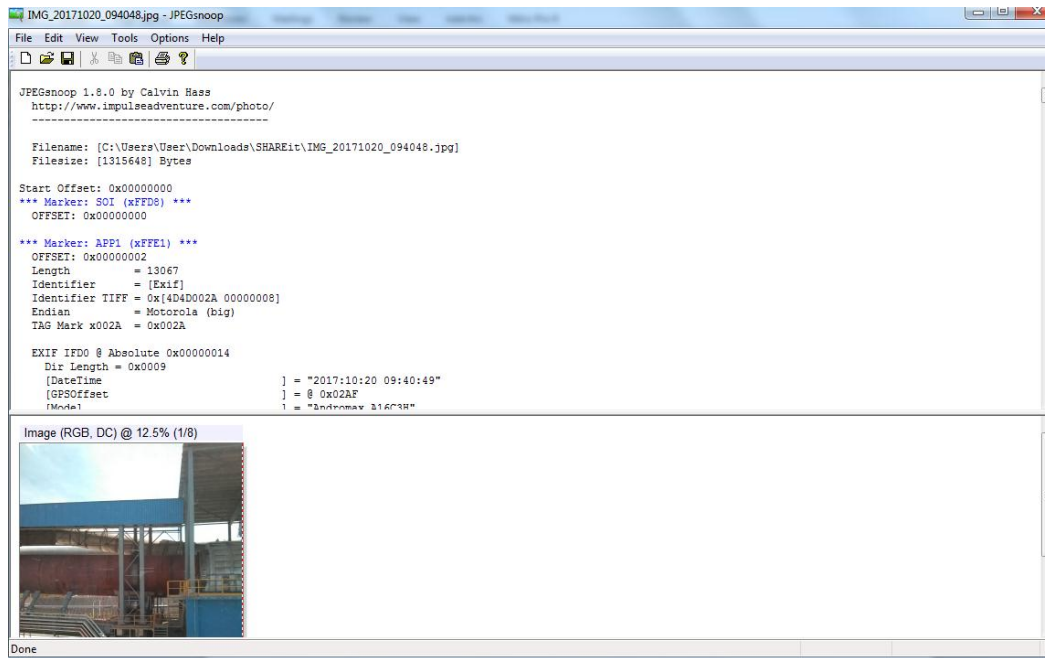 IMG_20171020_094048.jpg - JPEGsnoop
File Edit View Tools Options Help
JPEGsnoop 1.8.0 by Calvin Hass
http://www.impulseadventure.com/photo/
-------------------------------------
Filename: [C:\Users\User\Downloads\SHAREit\IMG_20171020_094048.jpg]
Filesize: [1315648] Bytes
Start Offset: 0x00000000
*** Marker: SOI (xFFD8) ***
OFFSET: 0x00000000
*** Marker: APP1 (xFFE1) ***
OFFSET: 0x00000002
Length = 13067
Identifier = [Exif]
Identifier TIFF = 0x[4D4D002A 00000008]
Endian = Motorola (big)
TAG Mark x002A = 0x002A
EXIF IFD0 @ Absolute 0x00000014
Dir Length = 0x0009
[DateTime ] = "2017:10:20 09:40:49"
[GPSOffset ] = @ 0x02AF
[Model ] = "Andromax A16C3H"
Image (RGB, DC) @ 12.5% (1/8)
Done